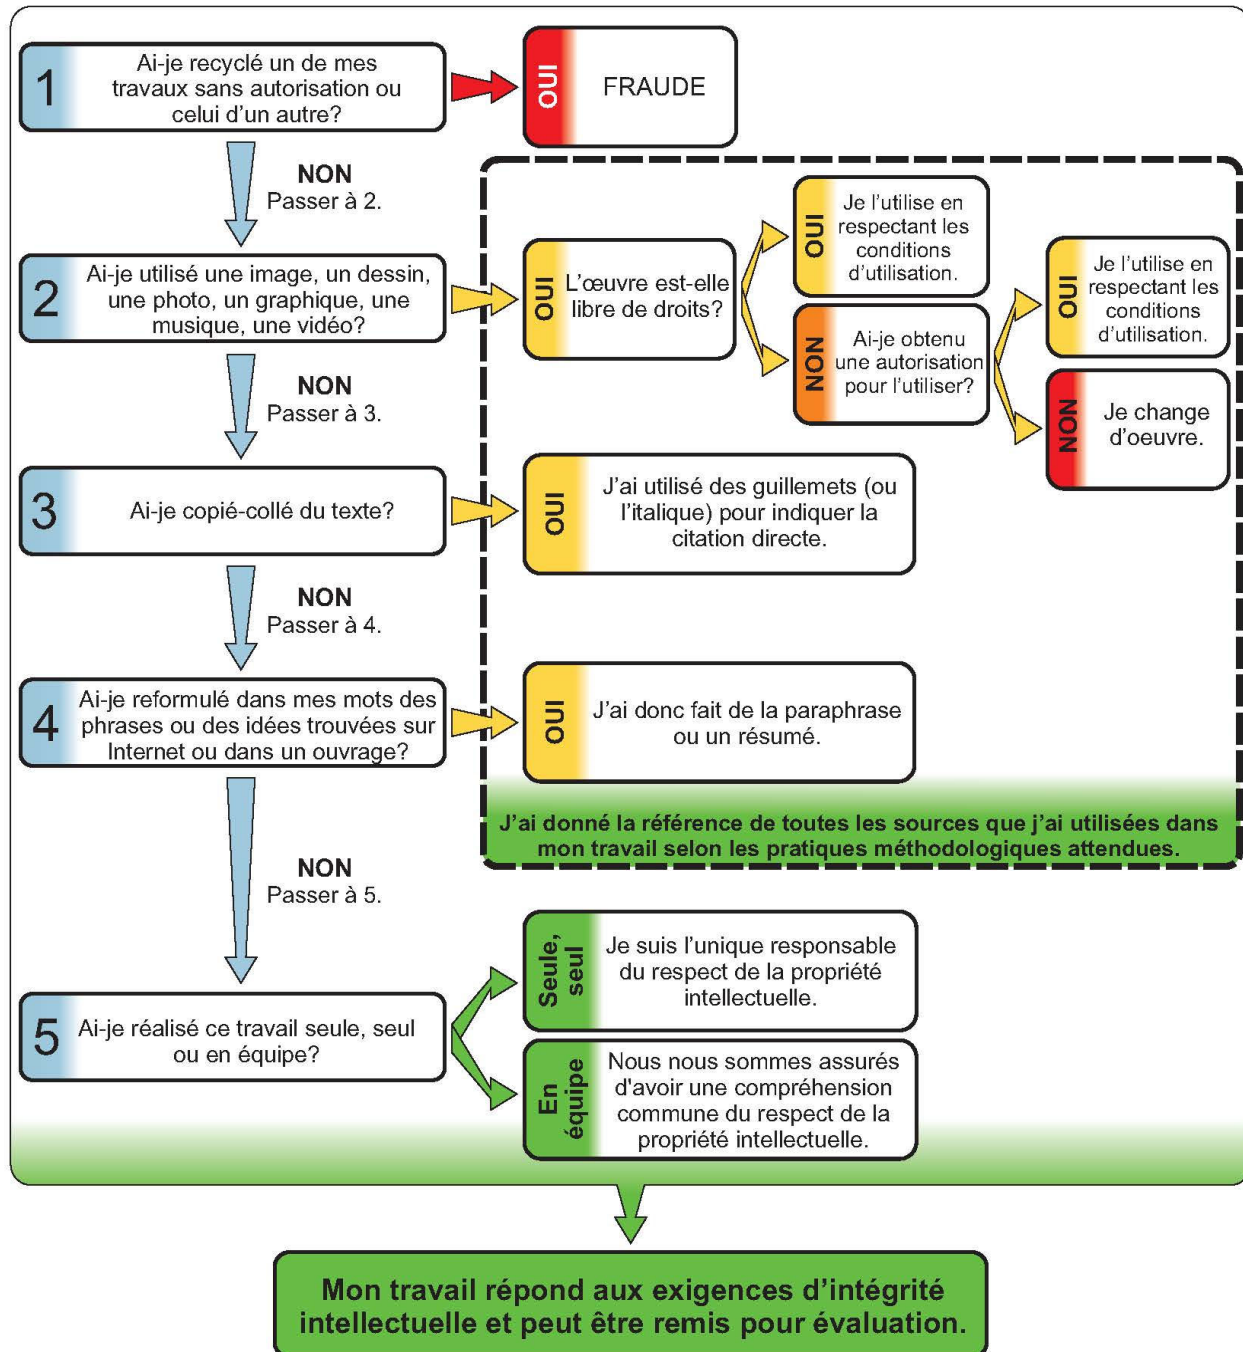 1
Ai-je recyclé un de mes
travaux sans autorisation ou
celui d'un autre?
OUI
FRAUDE
NON
Passer à 2.
2
Ai-je utilisé une image, un dessin,
une photo, un graphique, une
musique, une vidéo?
OUI
L'œuvre est-elle
libre de droits?
OUI
Je l'utilise en
respectant les
conditions
d'utilisation.
NON
Ai-je obtenu
une autorisation
pour l'utiliser?
OUI
Je l'utilise en
respectant les
conditions
d'utilisation.
NON
Je change
d'oeuvre.
NON
Passer à 3.
3
Ai-je copié-collé du texte?
OUI
J'ai utilisé des guillemets (ou
l'italique) pour indiquer la
citation directe.
NON
Passer à 4.
4
Ai-je reformulé dans mes mots des
phrases ou des idées trouvées sur
Internet ou dans un ouvrage?
OUI
J'ai donc fait de la paraphrase
ou un résumé.
J'ai donné la référence de toutes les sources que j'ai utilisées dans
mon travail selon les pratiques méthodologiques attendues.
NON
Passer à 5.
5
Ai-je réalisé ce travail seule, seul
ou en équipe?
Seule,
seul
Je suis l'unique responsable
du respect de la propriété
intellectuelle.
En
équipe
Nous nous sommes assurés
d'avoir une compréhension
commune du respect de la
propriété intellectuelle.
Mon travail répond aux exigences d'intégrité
intellectuelle et peut être remis pour évaluation.